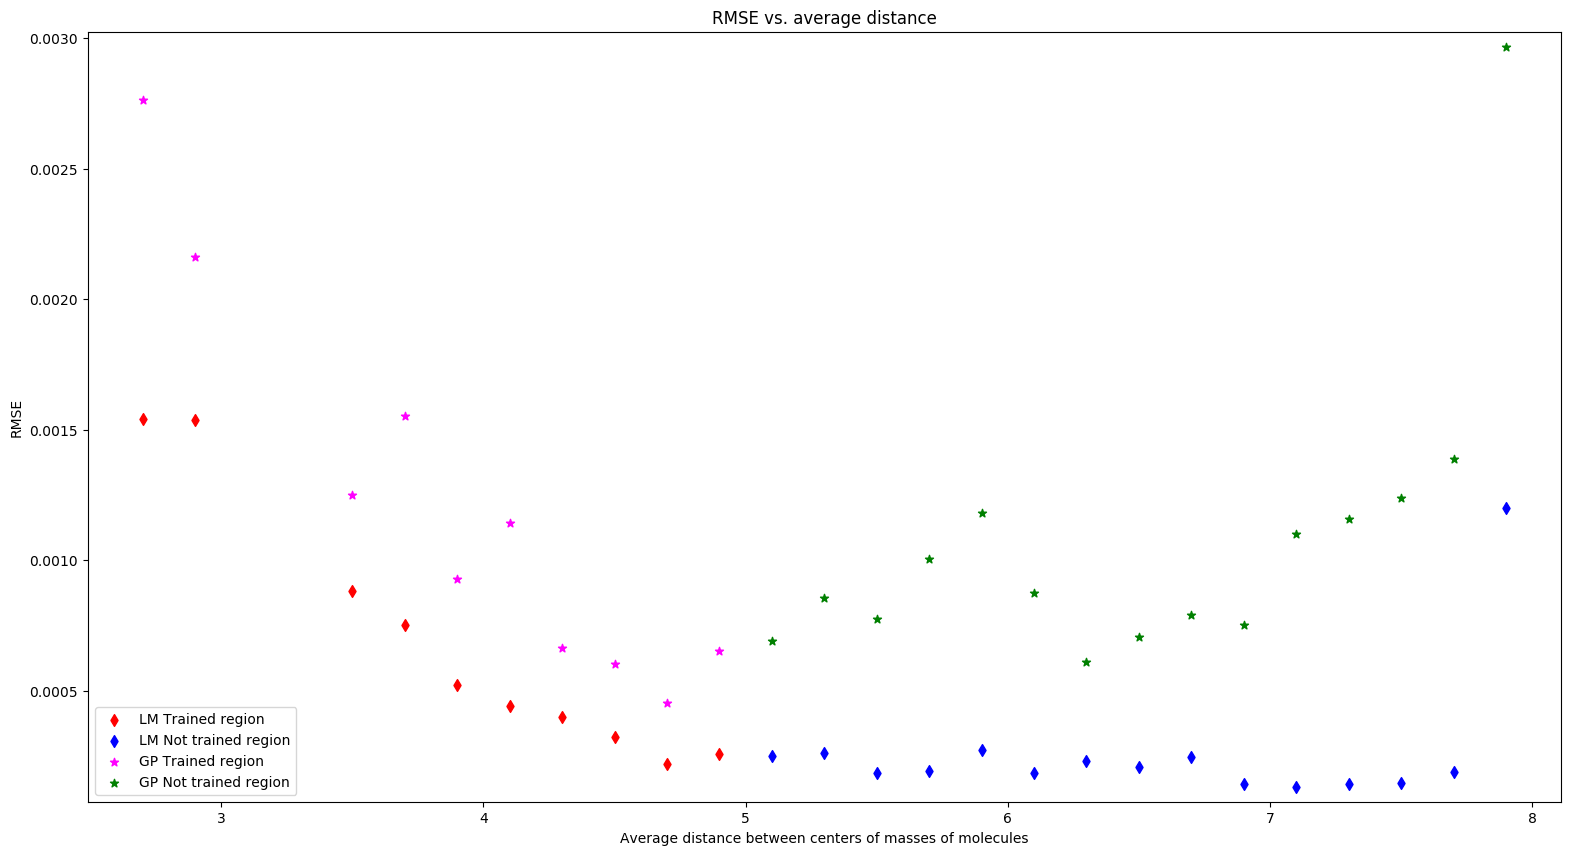 RMSE vs. average distance
0.0030
0.0025
0.0020
0.0015
0.0010
0.0005
RMSE
LM Trained region
LM Not trained region
GP Trained region
GP Not trained region
3 4 5 6 7 8
Average distance between centers of masses of molecules